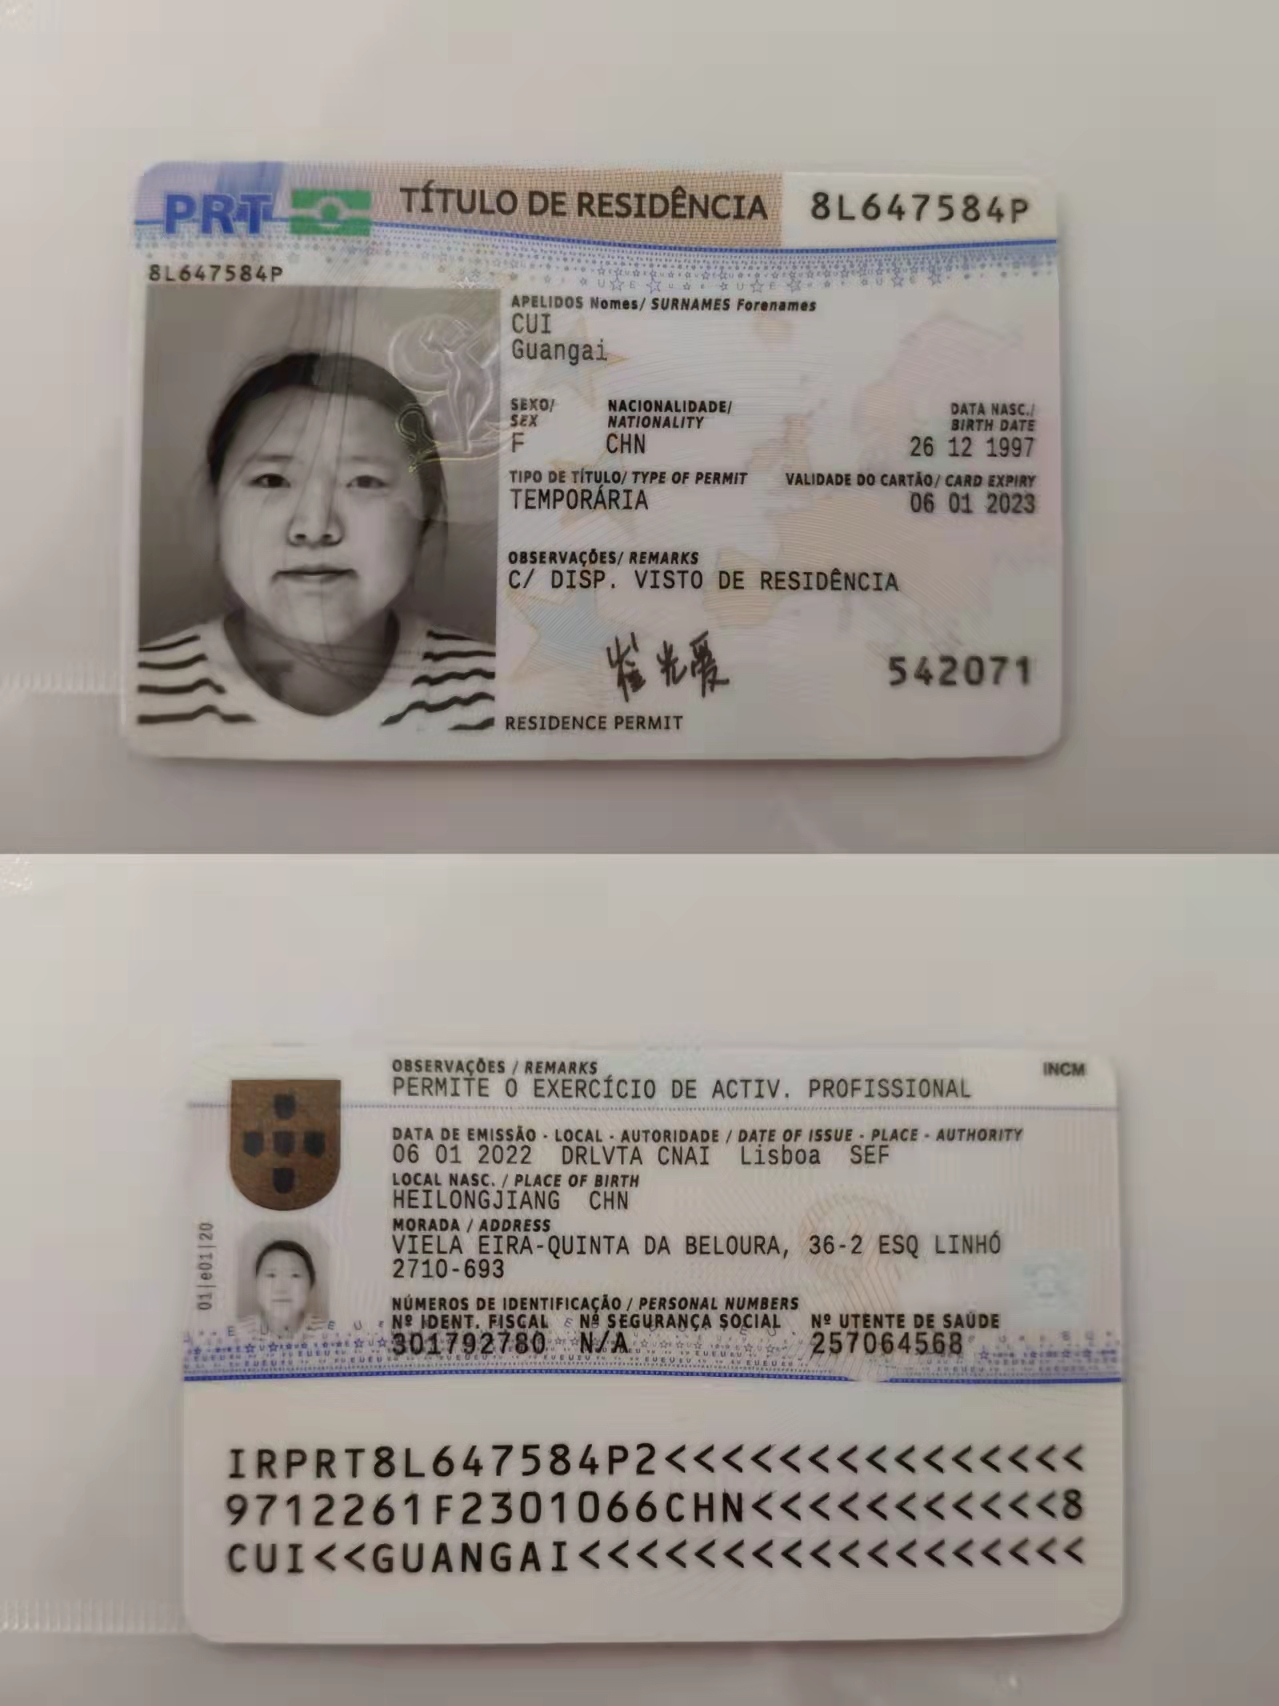 PRT TÍTULO DE RESIDÊNCIA 8L647584P
8L647584P
APELIDOS Nomes/ SURNAMES Forenames
CUI
Guangai
SEXO/ SEX NACIONALIDADE/ NATIONALITY DATA NASC./ BIRTH DATE
F CHN 26 12 1997
TIPO DE TÍTULO/ TYPE OF PERMIT VALIDADE DO CARTÃO/ CARD EXPIRY
TEMPORÁRIA 06 01 2023
OBSERVAÇÕES/ REMARKS
C/ DISP. VISTO DE RESIDÊNCIA
崔光爱
542071
RESIDENCE PERMIT
OBSERVAÇÕES / REMARKS INCM
PERMITE O EXERCÍCIO DE ACTIV. PROFISSIONAL
DATA DE EMISSÃO - LOCAL - AUTORIDADE / DATE OF ISSUE - PLACE - AUTHORITY
06 01 2022 DRLVTA CNAI Lisboa SEF
LOCAL NASC. / PLACE OF BIRTH
HEILONGJIANG CHN
MORADA / ADDRESS
VIELA EIRA-QUINTA DA BELOURA, 36-2 ESQ LINHÓ
2710-693
01|e01|20
NÚMEROS DE IDENTIFICAÇÃO / PERSONAL NUMBERS
Nº IDENT. FISCAL Nº SEGURANÇA SOCIAL Nº UTENTE DE SAÚDE
301792780 N/A 257064568
IRPRT8L647584P2<<<<<<<<<<<<<<<
9712261F2301066CHN<<<<<<<<<<<8
CUI<<GUANGAI<<<<<<<<<<<<<<<<<<